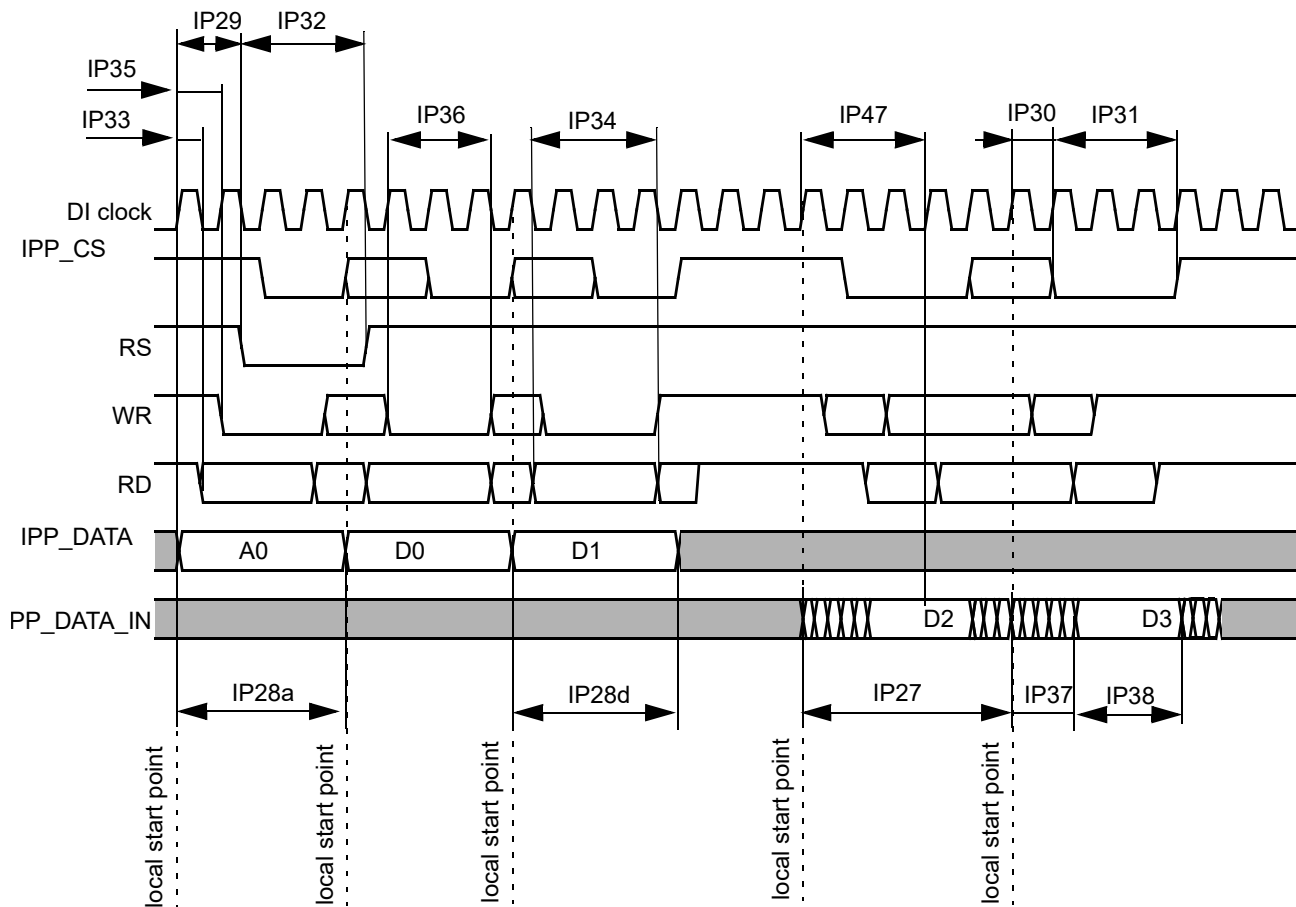 IP29
IP32
IP35
IP33
IP36
IP34
IP47
IP30
IP31
DI clock
IPP_CS
RS
WR
RD
IPP_DATA
A0
D0
D1
PP_DATA_IN
D2
D3
IP28a
IP28d
IP27
IP37
IP38
local start point
local start point
local start point
local start point
local start point